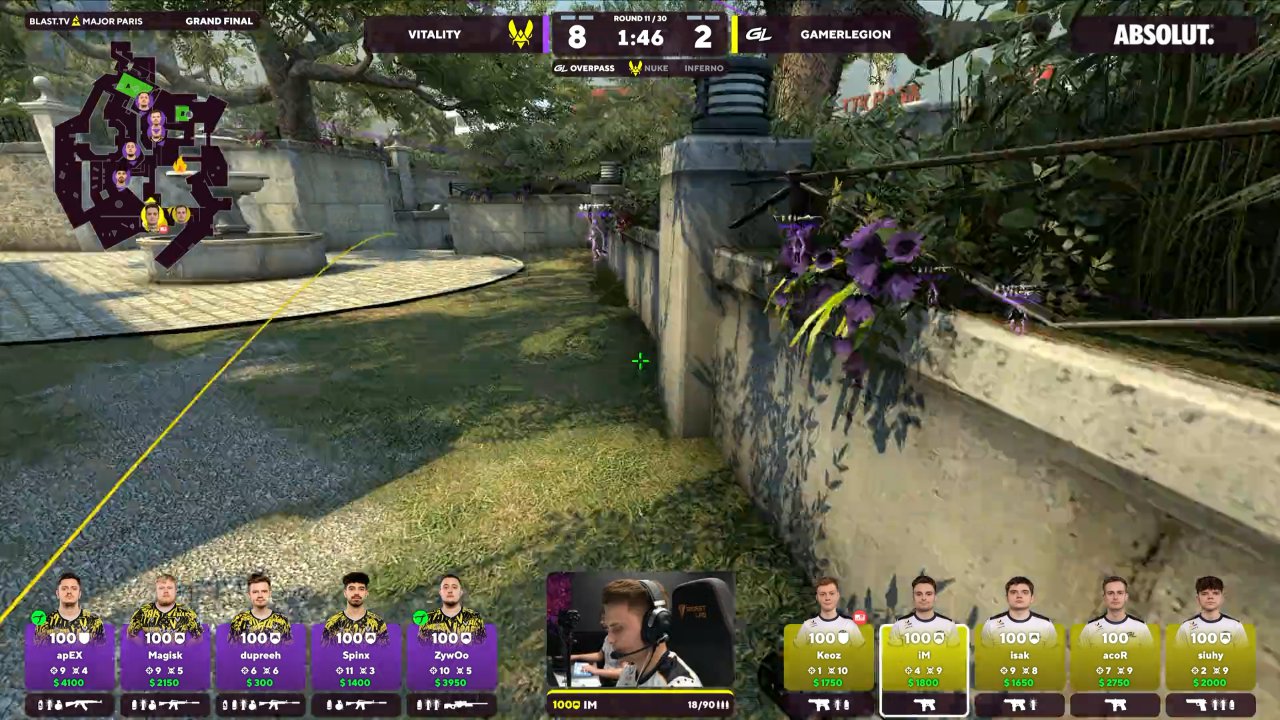 BLAST.TV MAJOR PARIS GRAND FINAL
VITALITY 8 ROUND 11 / 30 1:46 2 GL GAMERLEGION
GL OVERPASS NUKE INFERNO
ABSOLUT.
A
100 apEX 9 4 $4100
100 Magisk 9 5 $2150
100 dupreeh 6 6 $300
100 Spinx 11 3 $1400
100 ZywOo 10 5 $3950
100 IM 18/90
100 Keoz 1 10 $1750
100 iM 4 9 $1800
100 isak 9 8 $1650
100 acoR 7 9 $2750
100 siuhy 2 9 $2000